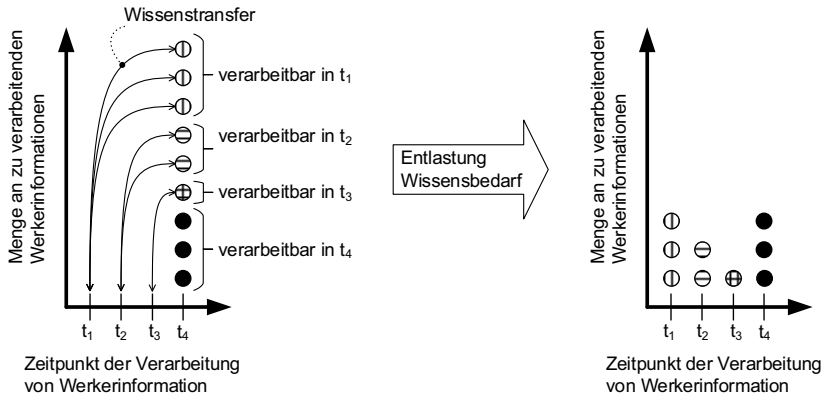 Wissenstransfer
Menge an zu verarbeitenden
Werkerinformationen
verarbeitbar in t1
verarbeitbar in t2
verarbeitbar in t3
verarbeitbar in t4
t1 t2 t3 t4
Zeitpunkt der Verarbeitung
von Werkerinformation
Entlastung
Wissensbedarf
Menge an zu verarbeitenden
Werkerinformationen
t1 t2 t3 t4
Zeitpunkt der Verarbeitung
von Werkerinformation